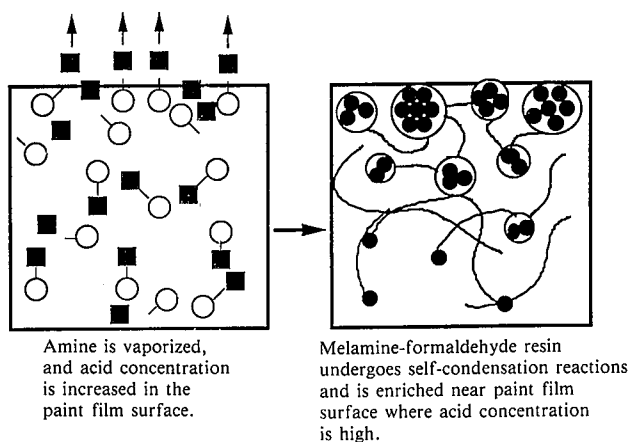 Amine is vaporized,
and acid concentration
is increased in the
paint film surface.
Melamine-formaldehyde resin
undergoes self-condensation reactions
and is enriched near paint film
surface where acid concentration
is high.